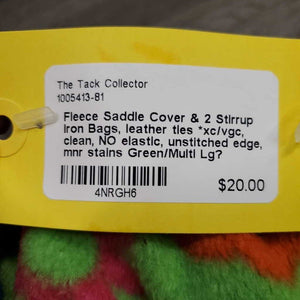 The Tack Collector
1005413-81
Fleece Saddle Cover & 2 Stirrup
Iron Bags, leather ties *xc/vgc,
clean, NO elastic, unstitched edge,
mnr stains Green/Multi Lg?
4NRGH6
$20.00